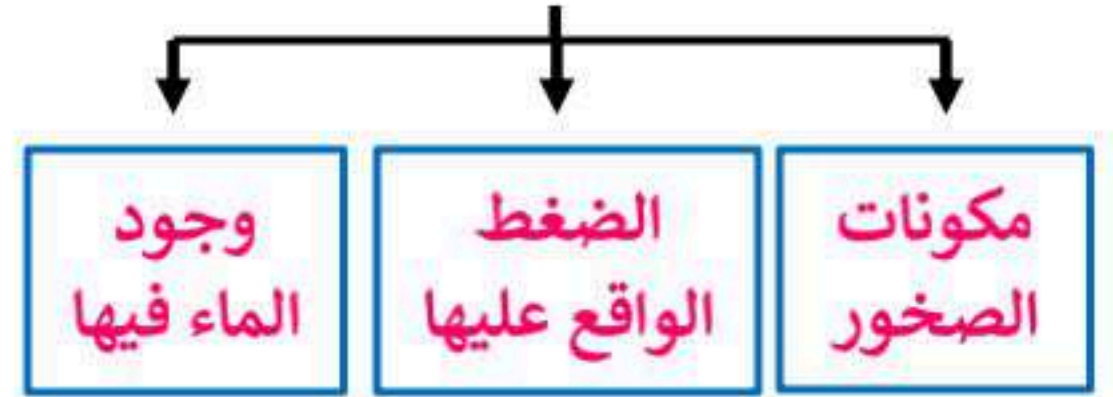 مكونات
الصخور
الضغط
الواقع عليها
وجود
الماء فيها